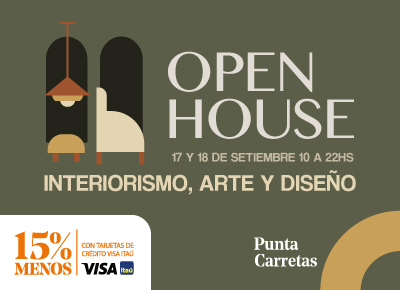 OPEN
HOUSE
17 Y 18 DE SETIEMBRE 10 A 22HS
INTERIORISMO, ARTE Y DISEÑO
15%
MENOS
CON TARJETAS DE
CRÉDITO VISA ITAÚ
VISA Itaú
Punta
Carretas